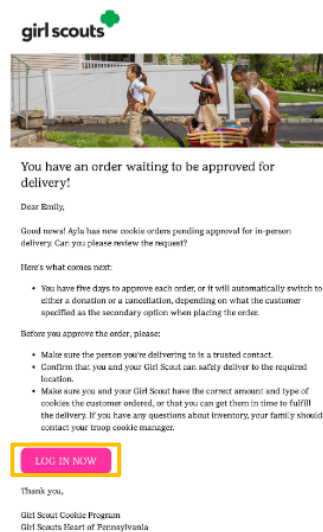 girl scouts
You have an order waiting to be approved for
delivery!
Dear Emily,
Good news! Ayla has new cookie orders pending approval for in-person
delivery. Can you please review the request?
Here's what comes next:
• You have five days to approve each order, or it will automatically switch to
either a donation or a cancellation, depending on what the customer
specified as the secondary option when placing the order.
Before you approve the order, please:
• Make sure the person you're delivering to is a trusted contact.
• Confirm that you and your Girl Scout can safely deliver to the required
location.
• Make sure you and your Girl Scout have the correct amount and type of
cookies the customer ordered, or that you can get them in time to fulfill
the delivery. If you have any questions about inventory, your family should
contact your troop cookie manager.
LOG IN NOW
Thank you,
Girl Scout Cookie Program
Girl Scouts Heart of Pennsylvania